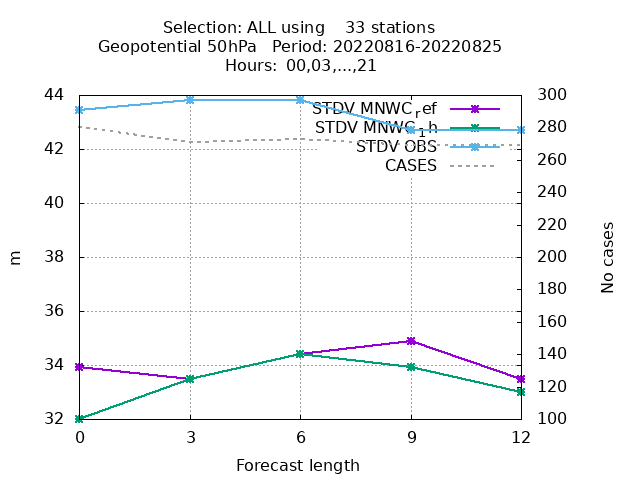 Selection: ALL using    33 stations
Geopotential 50hPa   Period: 20220816-20220825
Hours: 00,03,...,21
44 300
STDV MNWC_ref
280
STDV MNWC_1h
42 STDV OBS
260
CASES
240
40
220
m 38 200 No cases
180
36
160
34 140
120
32 100
0 3 6 9 12
Forecast length